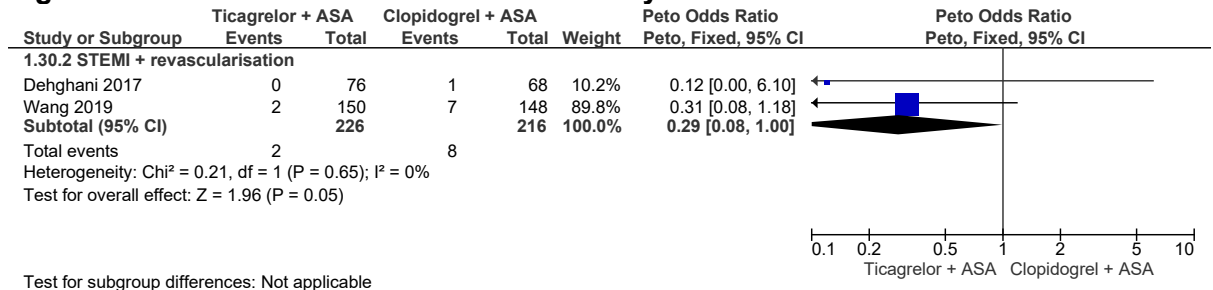 Ticagrelor + ASA Clopidogrel + ASA Peto Odds Ratio Peto Odds Ratio
Study or Subgroup Events Total Events Total Weight Peto, Fixed, 95% CI Peto, Fixed, 95% CI
1.30.2 STEMI + revascularisation
Dehghani 2017 0 76 1 68 10.2% 0.12 [0.00, 6.10]
Wang 2019 2 150 7 148 89.8% 0.31 [0.08, 1.18]
Subtotal (95% CI) 226 216 100.0% 0.29 [0.08, 1.00]
Total events 2 8
Heterogeneity: Chi² = 0.21, df = 1 (P = 0.65); I² = 0%
Test for overall effect: Z = 1.96 (P = 0.05)
0.1 0.2 0.5 1 2 5 10
Ticagrelor + ASA Clopidogrel + ASA
Test for subgroup differences: Not applicable